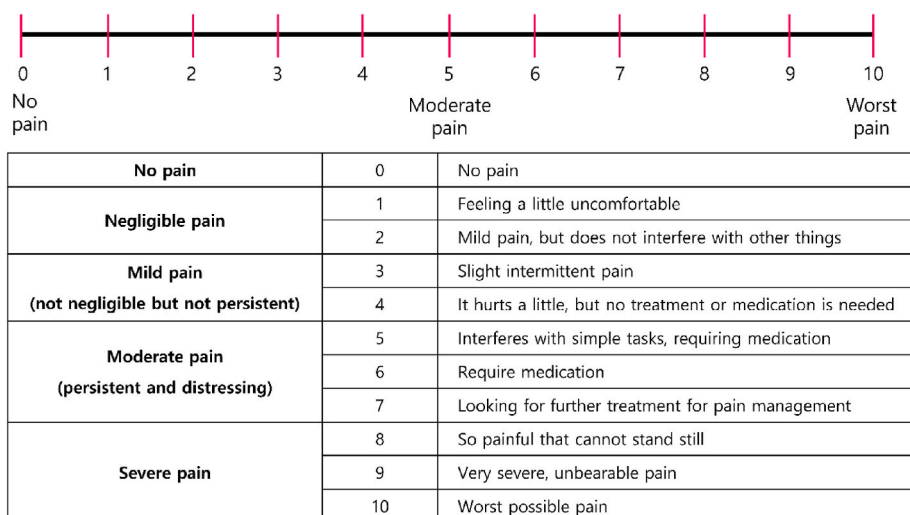 0 1 2 3 4 5 6 7 8 9 10
No pain
Moderate pain
Worst pain
No pain 0 No pain
Negligible pain 1 Feeling a little uncomfortable
2 Mild pain, but does not interfere with other things
Mild pain (not negligible but not persistent) 3 Slight intermittent pain
4 It hurts a little, but no treatment or medication is needed
Moderate pain (persistent and distressing) 5 Interferes with simple tasks, requiring medication
6 Require medication
7 Looking for further treatment for pain management
Severe pain 8 So painful that cannot stand still
9 Very severe, unbearable pain
10 Worst possible pain